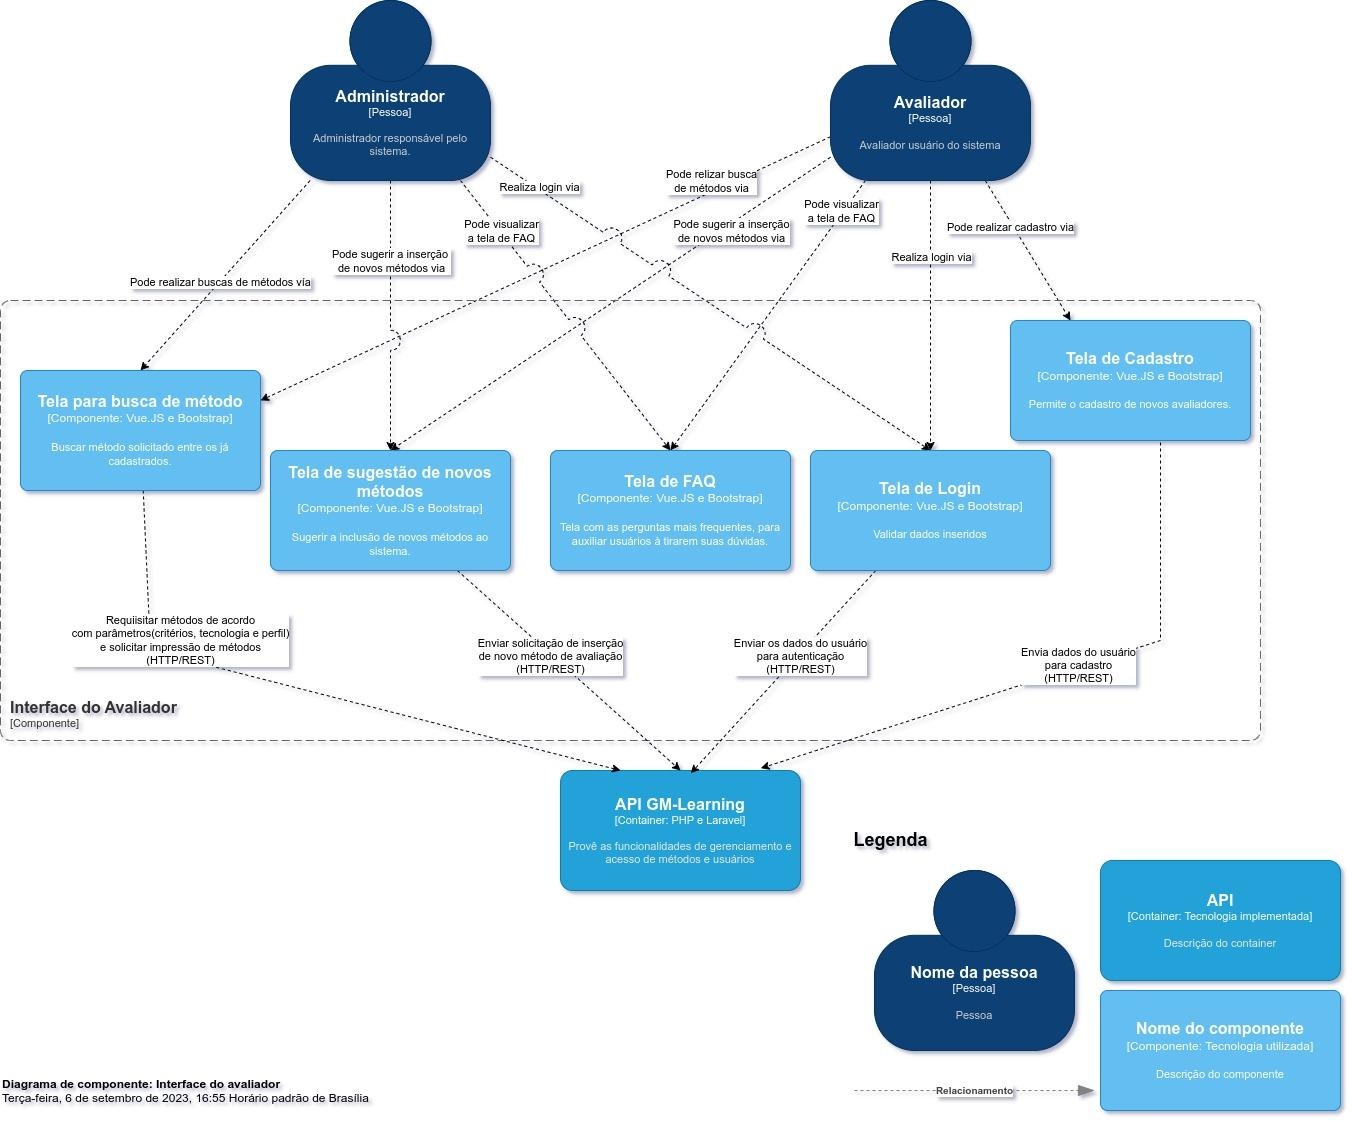 Administrador
[Pessoa]
Administrador responsável pelo
sistema.
Avaliador
[Pessoa]
Avaliador usuário do sistema
Realiza login via
Pode relizar busca
de métodos via
Pode visualizar
a tela de FAQ
Pode sugerir a inserção
de novos métodos via
Pode visualizar
a tela de FAQ
Pode realizar cadastro via
Pode sugerir a inserção
de novos métodos via
Realiza login via
Pode realizar buscas de métodos vía
Tela para busca de método
[Componente: Vue.JS e Bootstrap]
Buscar método solicitado entre os já
cadastrados.
Tela de sugestão de novos
métodos
[Componente: Vue.JS e Bootstrap]
Sugerir a inclusão de novos métodos ao
sistema.
Tela de FAQ
[Componente: Vue.JS e Bootstrap]
Tela com as perguntas mais frequentes, para
auxiliar usuários à tirarem suas dúvidas.
Tela de Login
[Componente: Vue.JS e Bootstrap]
Validar dados inseridos
Tela de Cadastro
[Componente: Vue.JS e Bootstrap]
Permite o cadastro de novos avaliadores.
Requiisitar métodos de acordo
com parâmetros(critérios, tecnologia e perfil)
e solicitar impressão de métodos
(HTTP/REST)
Enviar solicitação de inserção
de novo método de avaliação
(HTTP/REST)
Enviar os dados do usuário
para autenticação
(HTTP/REST)
Envia dados do usuário
para cadastro
(HTTP/REST)
Interface do Avaliador
[Componente]
API GM-Learning
[Container: PHP e Laravel]
Provê as funcionalidades de gerenciamento e
acesso de métodos e usuários
Legenda
Nome da pessoa
[Pessoa]
Pessoa
API
[Container: Tecnologia implementada]
Descrição do container
Nome do componente
[Componente: Tecnologia utilizada]
Descrição do componente
Relacionamento
Diagrama de componente: Interface do avaliador
Terça-feira, 6 de setembro de 2023, 16:55 Horário padrão de Brasília